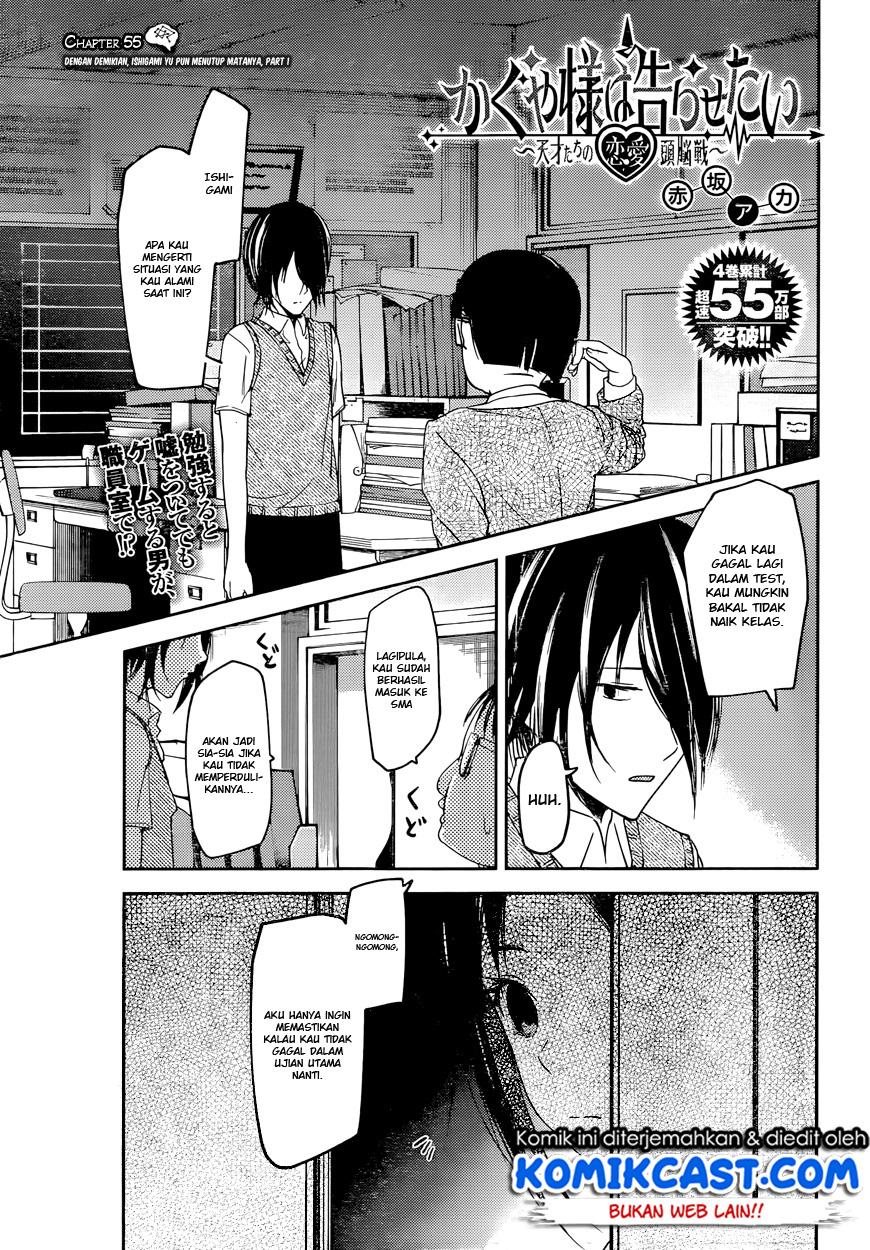 CHAPTER 55
DENGAN DEMIKIAN, ISHIGAMI YU PUN MENUTUP MATANYA, PART 1
かぐや様は告らせたい
～天才たちの恋愛頭脳戦～
赤坂アカ
4巻累計
超速55万部
突破!!
ISHI-
GAMI
APA KAU
MENGERTI
SITUASI YANG
KAU ALAMI
SAAT INI?
勉強すると
嘘をついてでも
ゲームする男が、
職員室で!?
JIKA KAU
GAGAL LAGI
DALAM TEST,
KAU MUNGKIN
BAKAL TIDAK
NAIK KELAS.
HUH.
LAGIPULA,
KAU SUDAH
BERHASIL
MASUK KE
SMA
くど
くど
AKAN JADI
SIA-SIA JIKA
KAU TIDAK
MEMPERDULI-
KANNYA...
NGOMONG-
NGOMONG,
AKU HANYA INGIN
MEMASTIKAN
KALAU KAU TIDAK
GAGAL DALAM
UJIAN UTAMA
NANTI.
Komik ini diterjemahkan & diedit oleh
KOMIKCAST.COM
BUKAN WEB LAIN!!